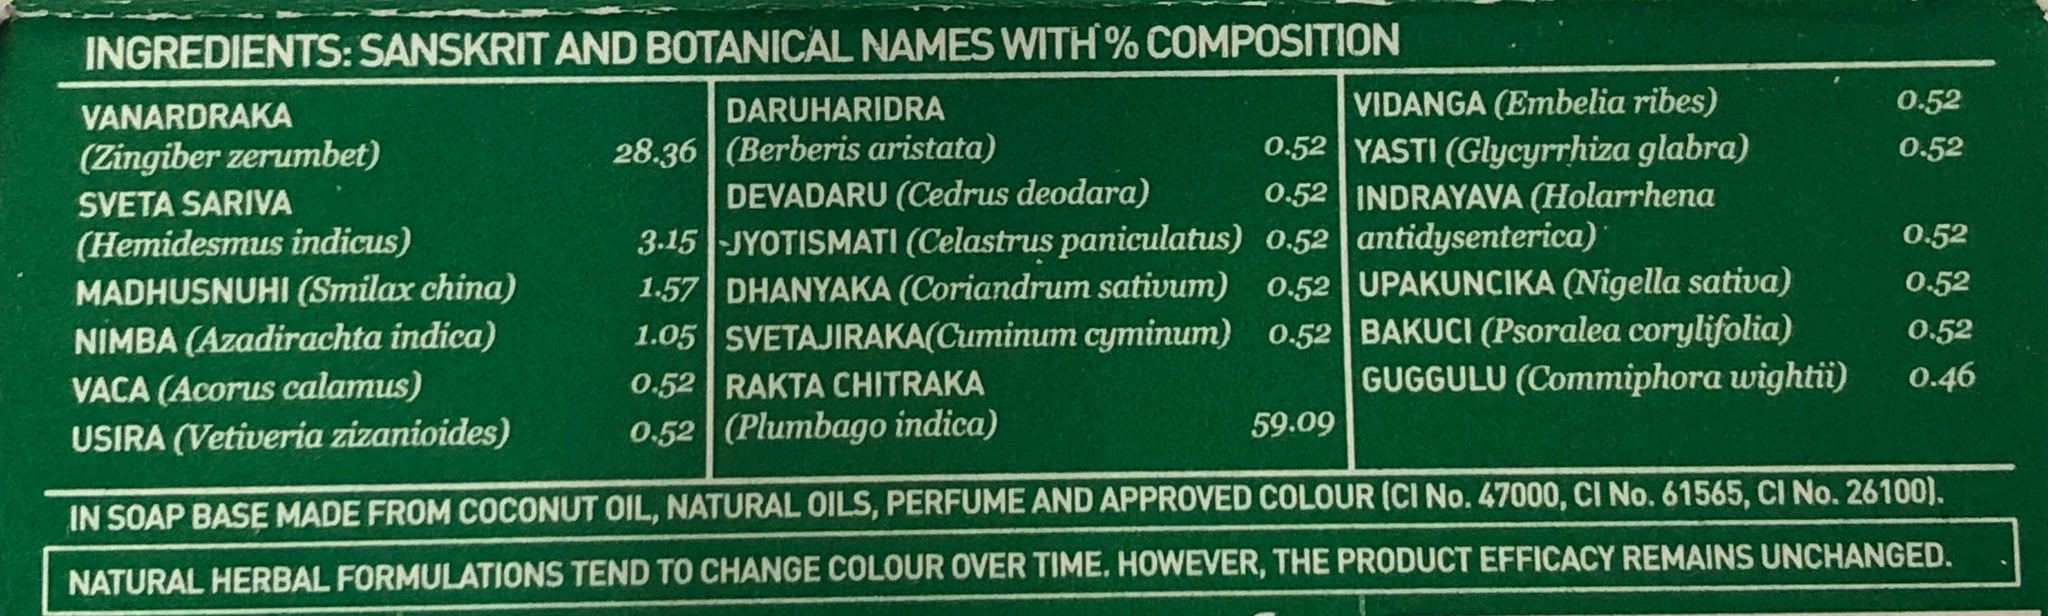 INGREDIENTS: SANSKRIT AND BOTANICAL NAMES WITH % COMPOSITION
VANARDRAKA
(Zingiber zerumbet) 28.36
SVETA SARIVA
(Hemidesmus indicus) 3.15
MADHUSNUHI (Smilax china) 1.57
NIMBA (Azadirachta indica) 1.05
VACA (Acorus calamus) 0.52
USIRA (Vetiveria zizanioides) 0.52
DARUHARIDRA
(Berberis aristata) 0.52
DEVADARU (Cedrus deodara) 0.52
JYOTISMATI (Celastrus paniculatus) 0.52
DHANYAKA (Coriandrum sativum) 0.52
SVETAJIRAKA(Cuminum cyminum) 0.52
RAKTA CHITRAKA
(Plumbago indica) 59.09
VIDANGA (Embelia ribes) 0.52
YASTI (Glycyrrhiza glabra) 0.52
INDRAYAVA (Holarrhena
antidysenterica) 0.52
UPAKUNCIKA (Nigella sativa) 0.52
BAKUCI (Psoralea corylifolia) 0.52
GUGGULU (Commiphora wightii) 0.46
IN SOAP BASE MADE FROM COCONUT OIL, NATURAL OILS, PERFUME AND APPROVED COLOUR (CI No. 47000, CI No. 61565, CI No. 26100).
NATURAL HERBAL FORMULATIONS TEND TO CHANGE COLOUR OVER TIME. HOWEVER, THE PRODUCT EFFICACY REMAINS UNCHANGED.